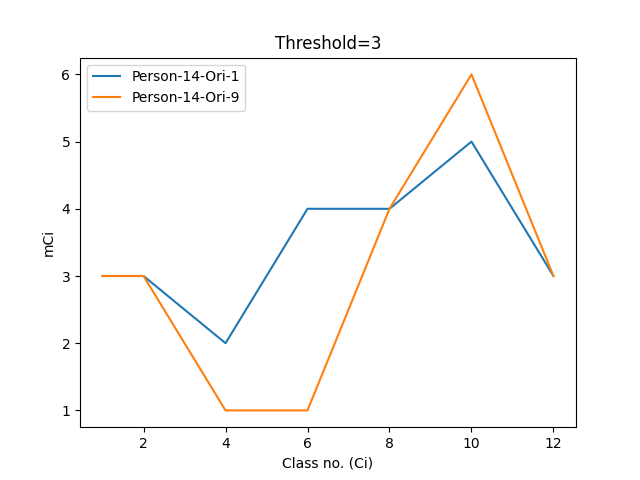 Threshold=3
Person-14-Ori-1
Person-14-Ori-9
6
5
4
3
2
1
mCi
2 4 6 8 10 12
Class no. (Ci)